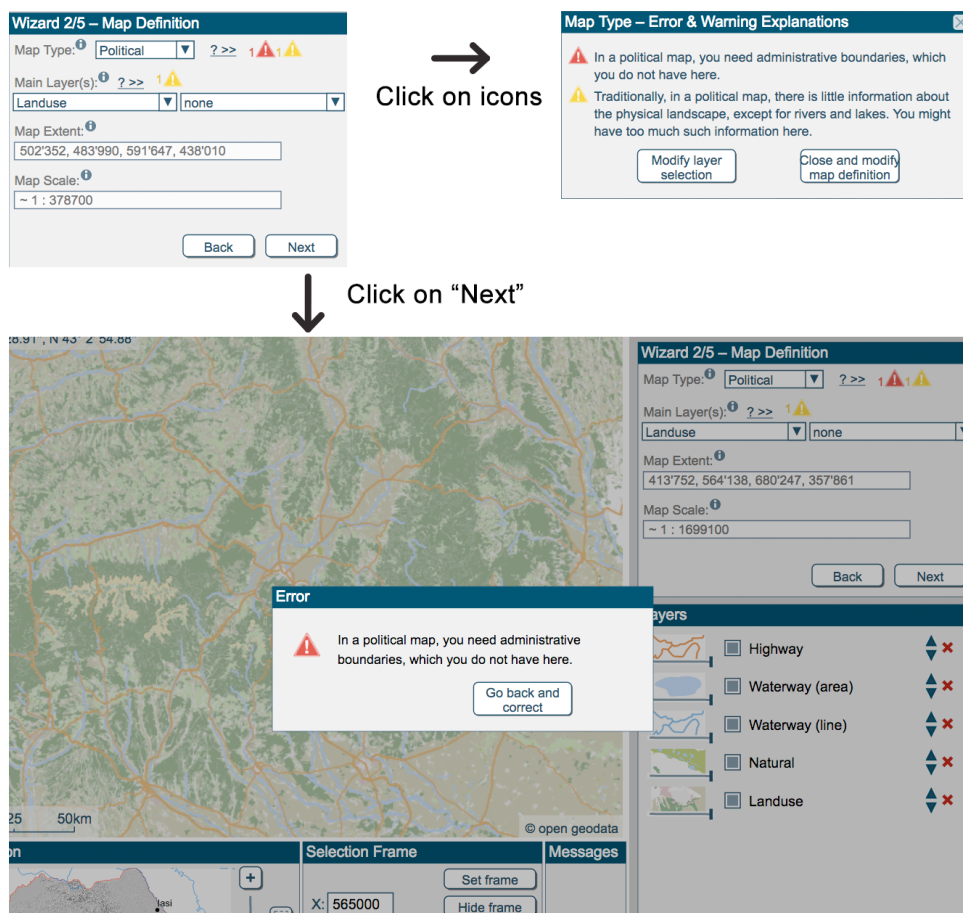 Wizard 2/5 – Map Definition
Map Type: Political ? >> 1 1
Main Layer(s): ? >> 1
Landuse none
Map Extent:
502'352, 483'990, 591'647, 438'010
Map Scale:
~ 1 : 378700
Back Next
Click on icons
Map Type – Error & Warning Explanations
In a political map, you need administrative boundaries, which
you do not have here.
Traditionally, in a political map, there is little information about
the physical landscape, except for rivers and lakes. You might
have too much such information here.
Modify layer
selection
Close and modify
map definition
Click on “Next”
28.91", N 43° 2' 54.88"
Wizard 2/5 – Map Definition
Map Type: Political ? >> 1 1
Main Layer(s): ? >> 1
Landuse none
Map Extent:
413'752, 564'138, 680'247, 357'861
Map Scale:
~ 1 : 1699100
Back Next
Error
In a political map, you need administrative
boundaries, which you do not have here.
Go back and
correct
ayers
Highway
Waterway (area)
Waterway (line)
Natural
Landuse
25 50km
© open geodata
on
Iasi
Selection Frame
Set frame
X: 565000
Hide frame
Messages